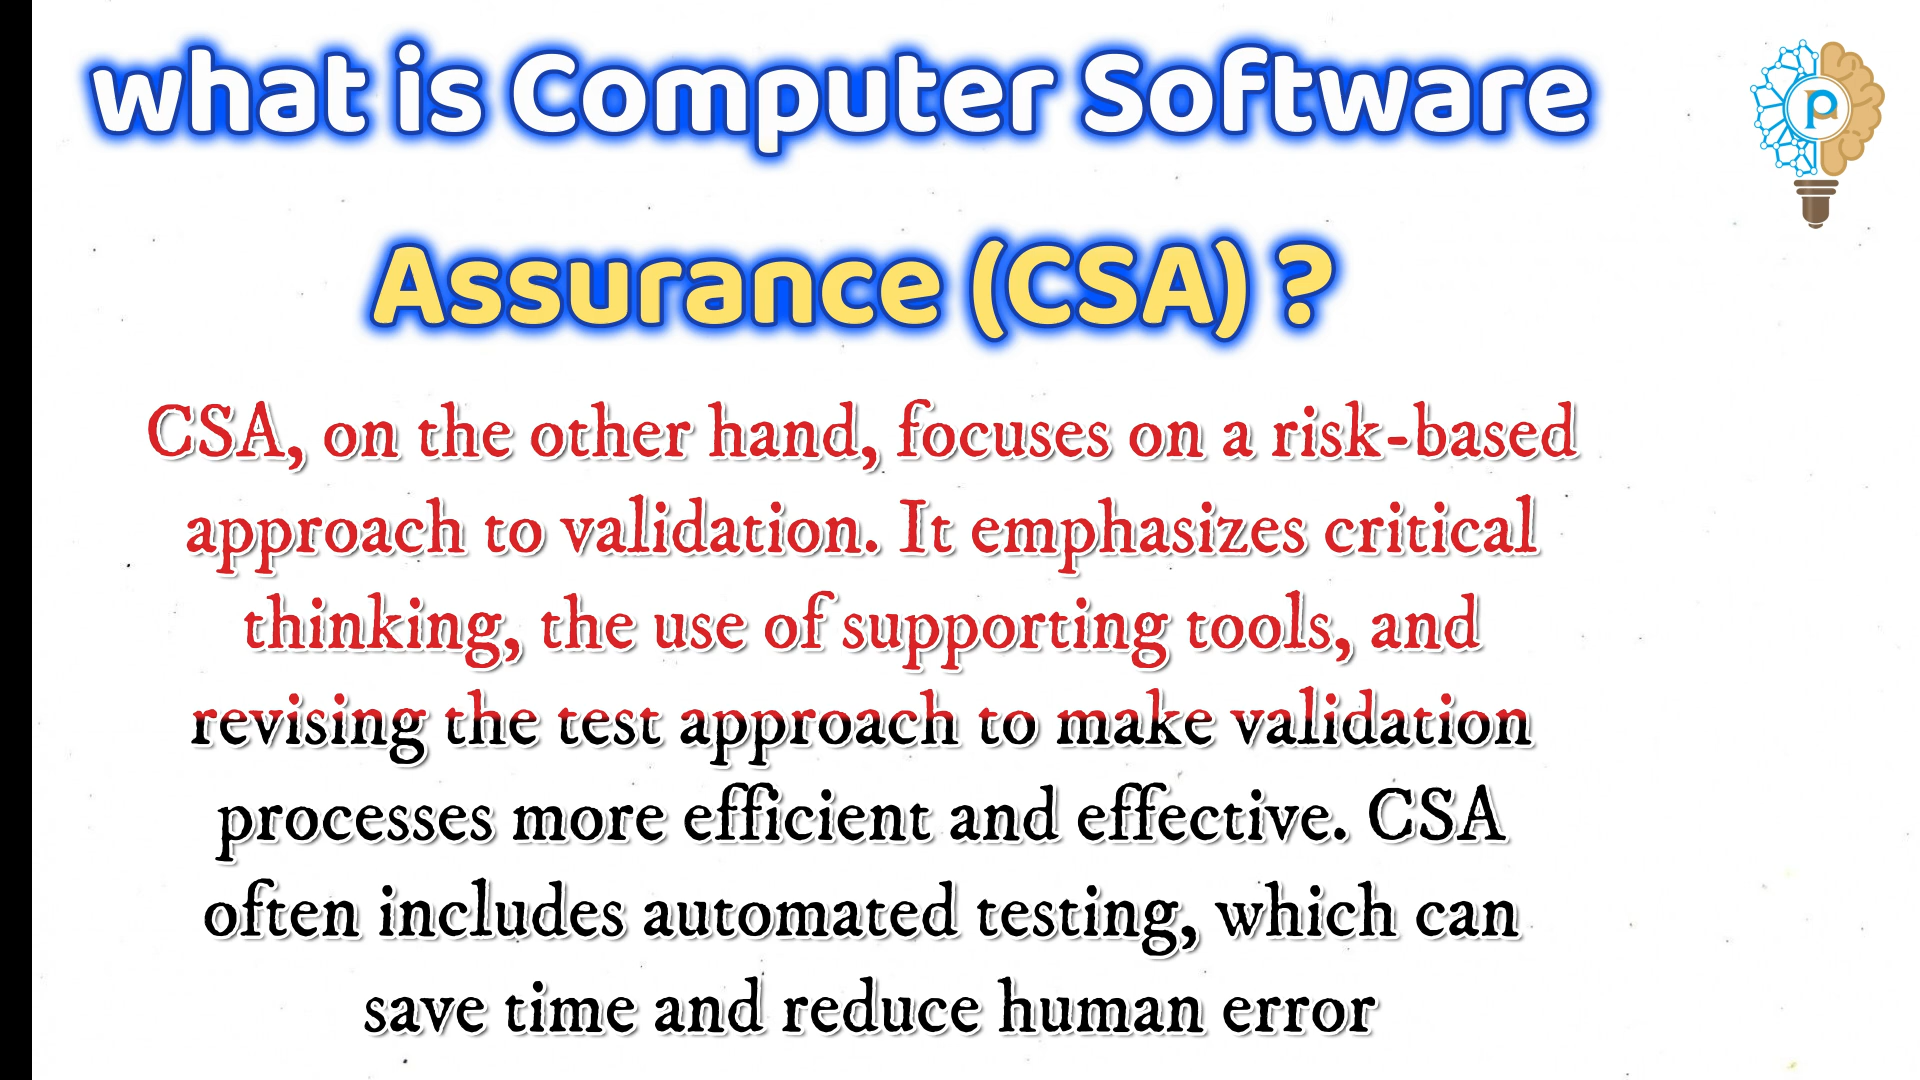 what is Computer Software
Assurance (CSA) ?
P
CSA, on the other hand, focuses on a risk-based
approach to validation. It emphasizes critical
thinking, the use of supporting tools, and
revising the test approach to make validation
processes more efficient and effective. CSA
often includes automated testing, which can
save time and reduce human error